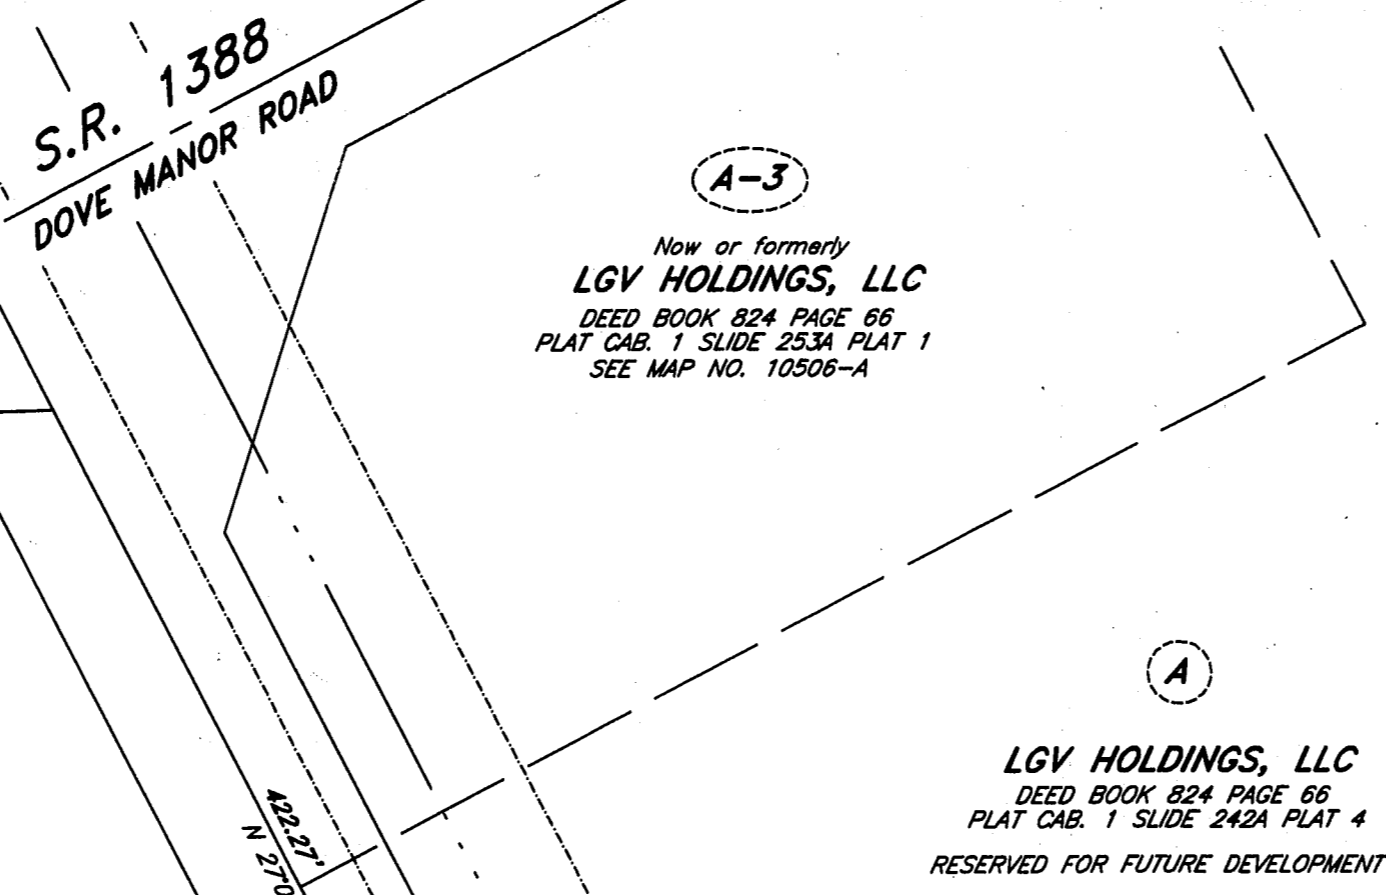 S.R. 1388
DOVE MANOR ROAD
A-3
Now or formerly
LGV HOLDINGS, LLC
DEED BOOK 824 PAGE 66
PLAT CAB. 1 SLIDE 253A PLAT 1
SEE MAP NO. 10506-A
A
LGV HOLDINGS, LLC
DEED BOOK 824 PAGE 66
PLAT CAB. 1 SLIDE 242A PLAT 4
RESERVED FOR FUTURE DEVELOPMENT
422.27'
N 27°0